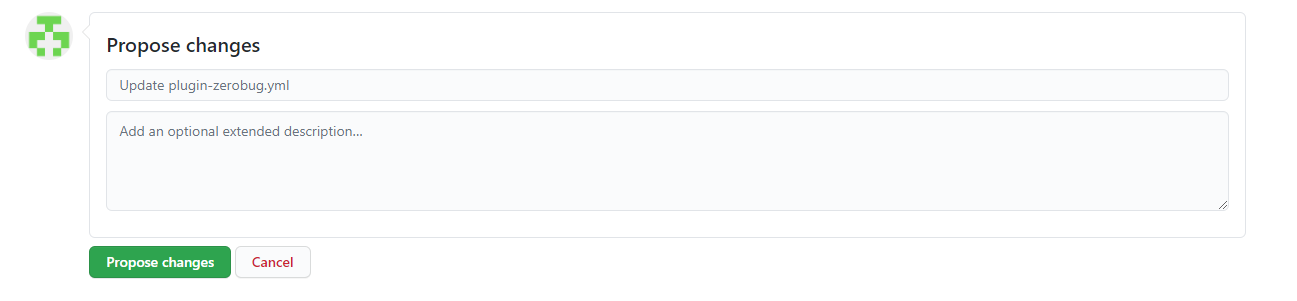 Propose changes
Update plugin-zerobug.yml
Add an optional extended description...
Propose changes Cancel